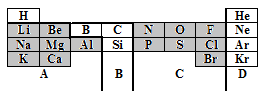 H He
Li Be B C N O F Ne
Na Mg Al Si P S Cl Ar
K Ca Br Kr
A B C D